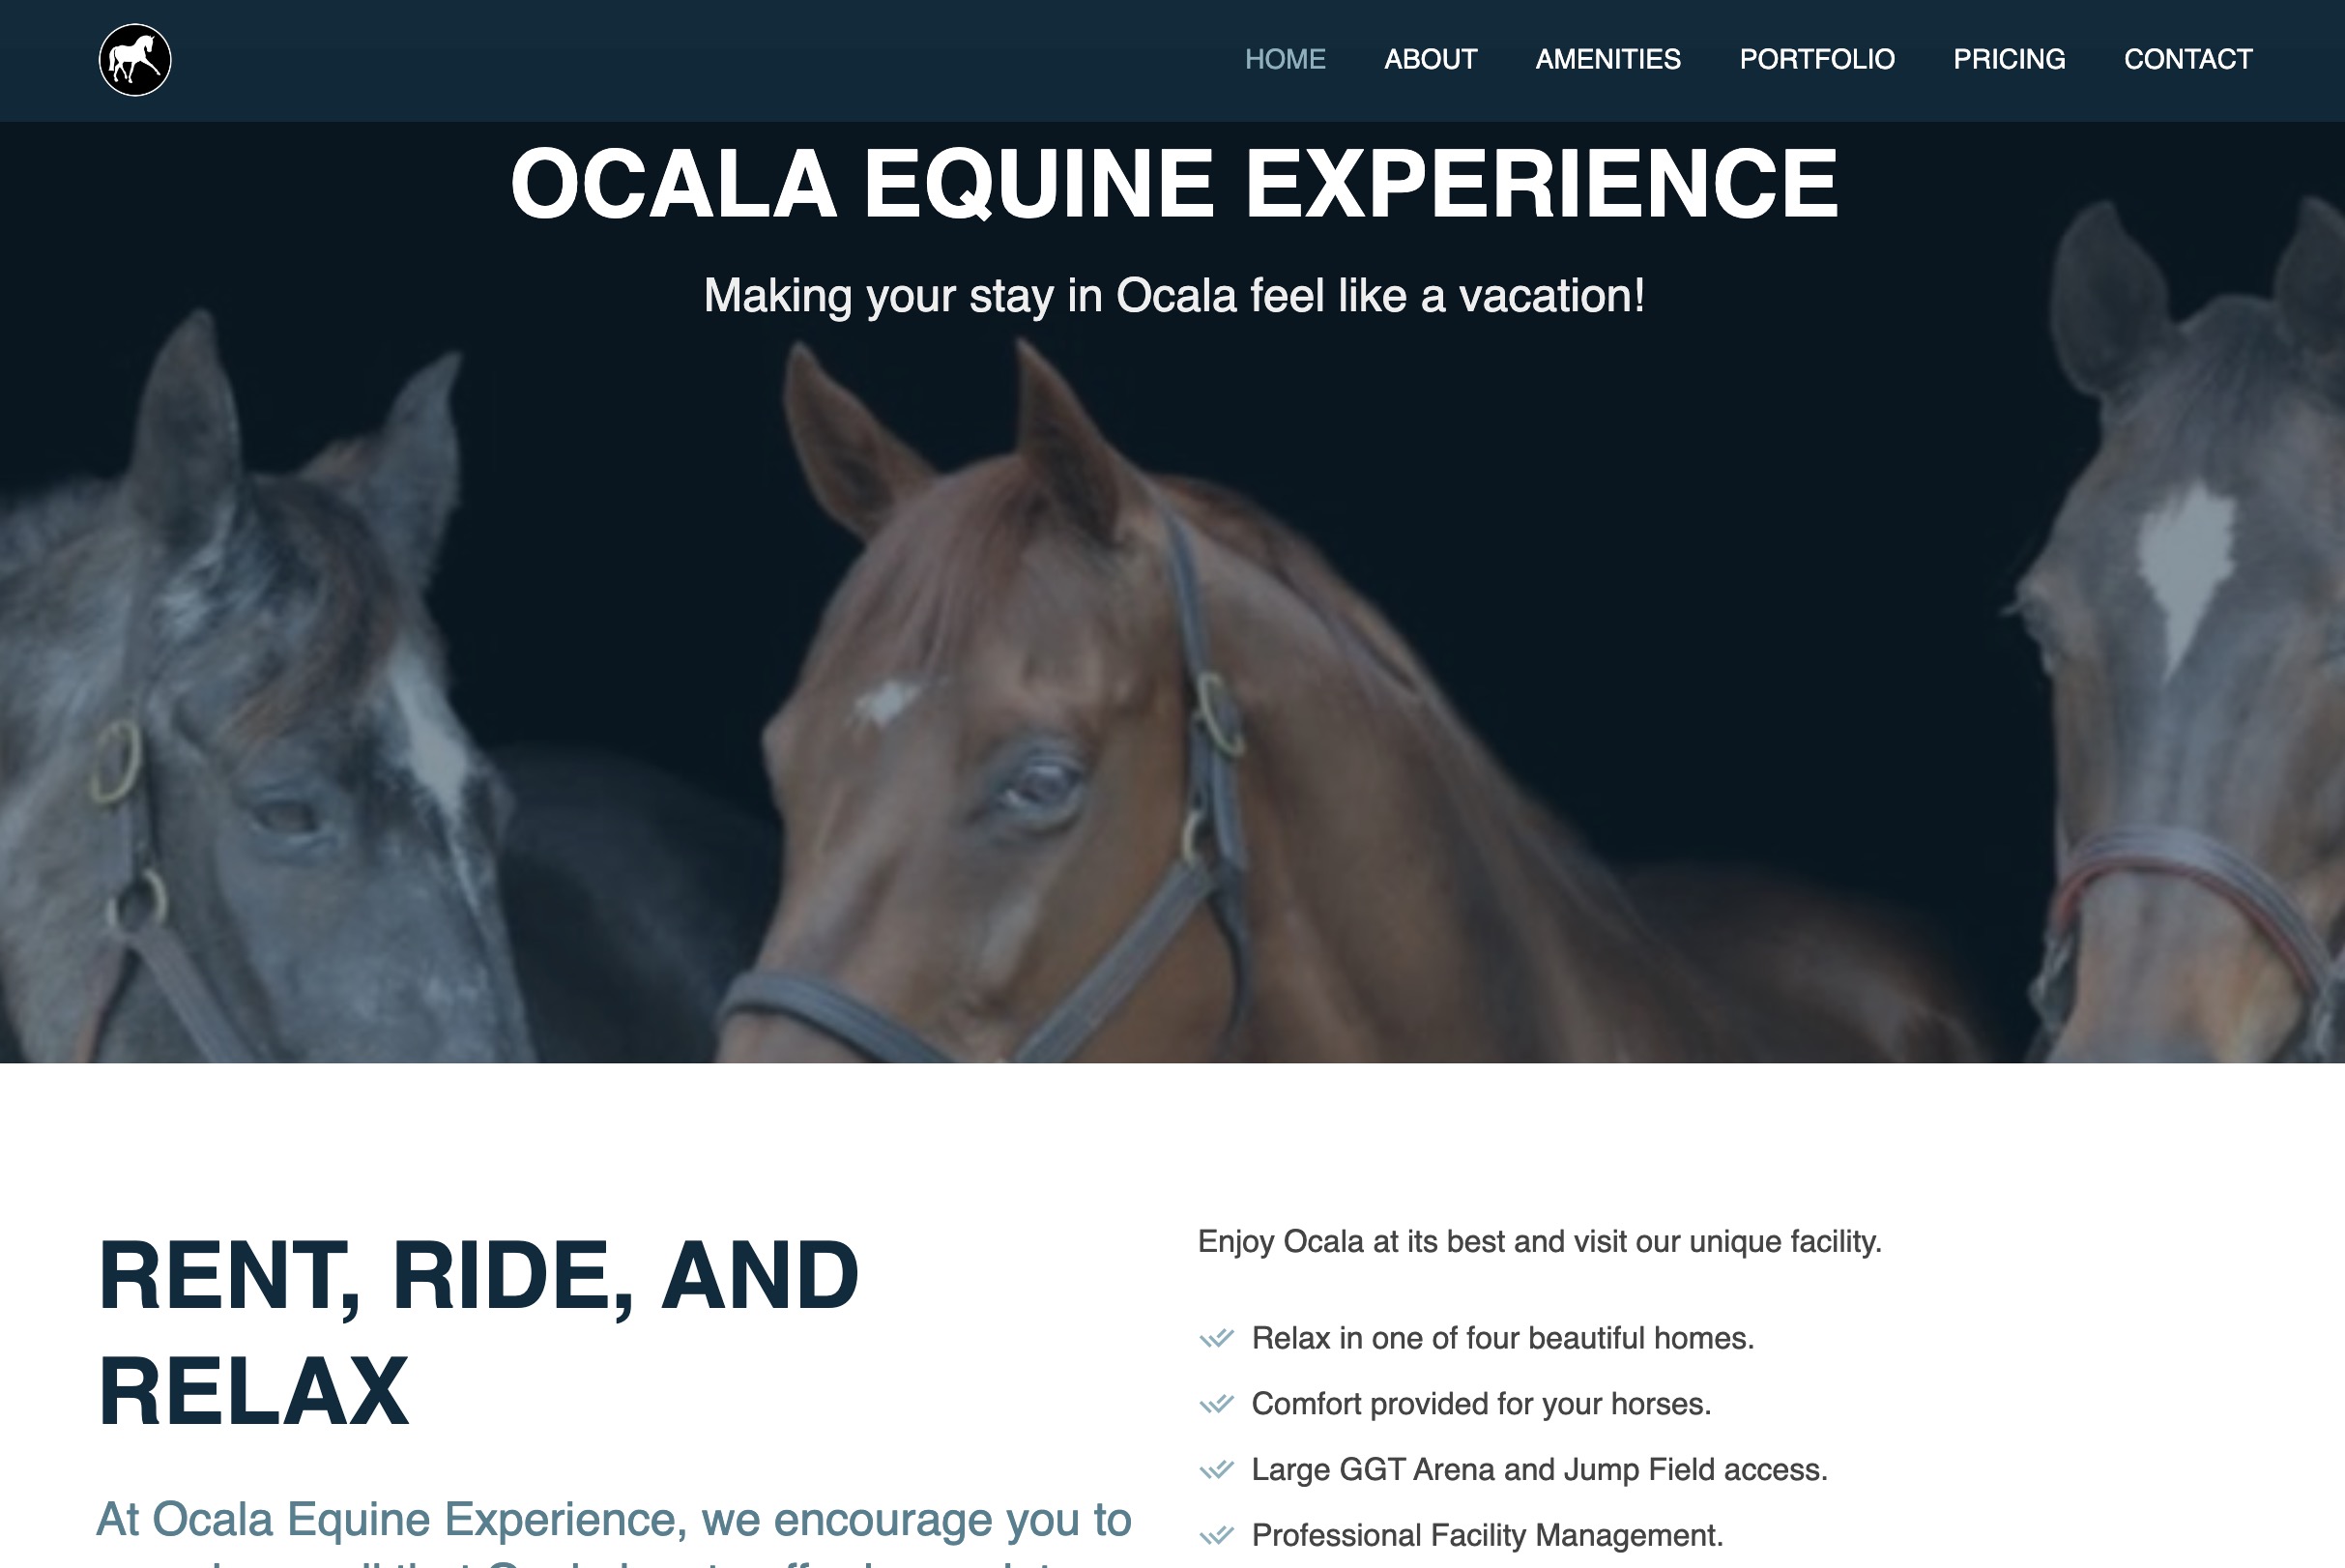 HOME ABOUT AMENITIES PORTFOLIO PRICING CONTACT
OCALA EQUINE EXPERIENCE
Making your stay in Ocala feel like a vacation!
RENT, RIDE, AND
RELAX
At Ocala Equine Experience, we encourage you to
Enjoy Ocala at its best and visit our unique facility.
Relax in one of four beautiful homes.
Comfort provided for your horses.
Large GGT Arena and Jump Field access.
Professional Facility Management.